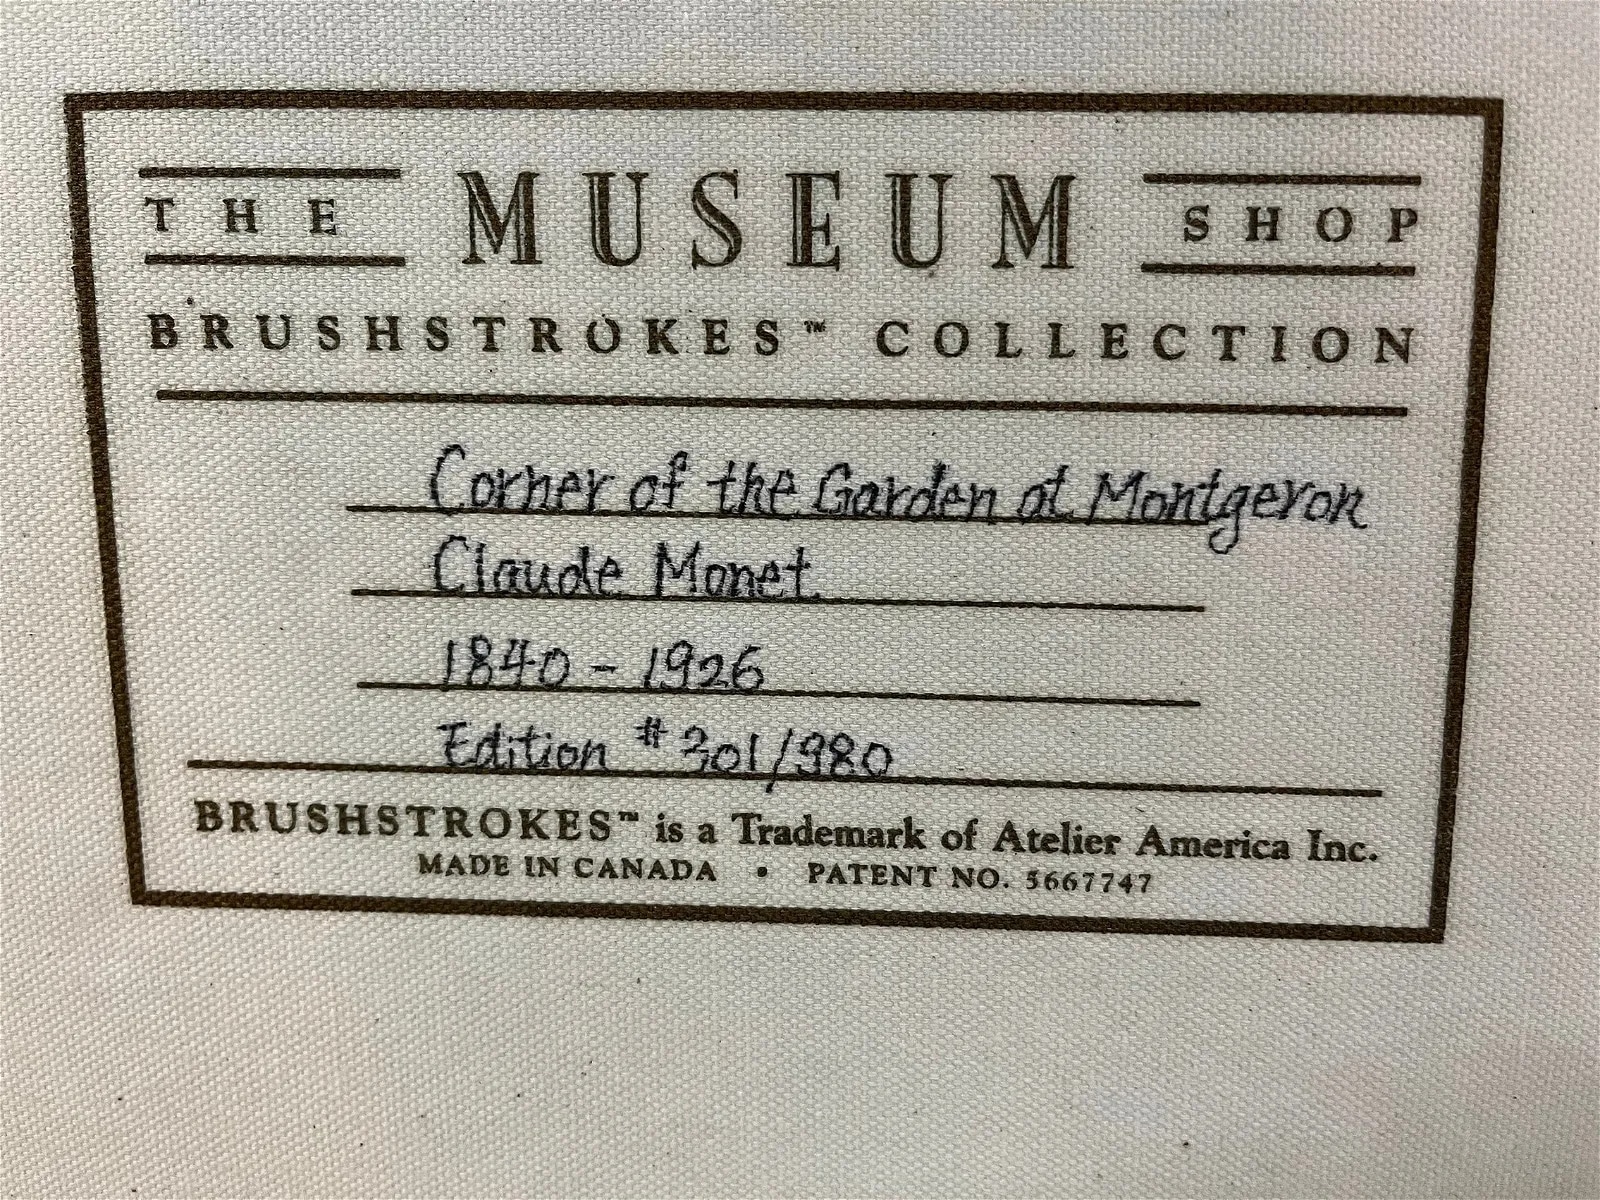 THE MUSEUM SHOP
BRUSHSTROKES™ COLLECTION
Corner of the Garden at Montgeron
Claude Monet
1840 - 1926
Edition # 301/980
BRUSHSTROKES™ is a Trademark of Atelier America Inc.
MADE IN CANADA • PATENT NO. 5667747